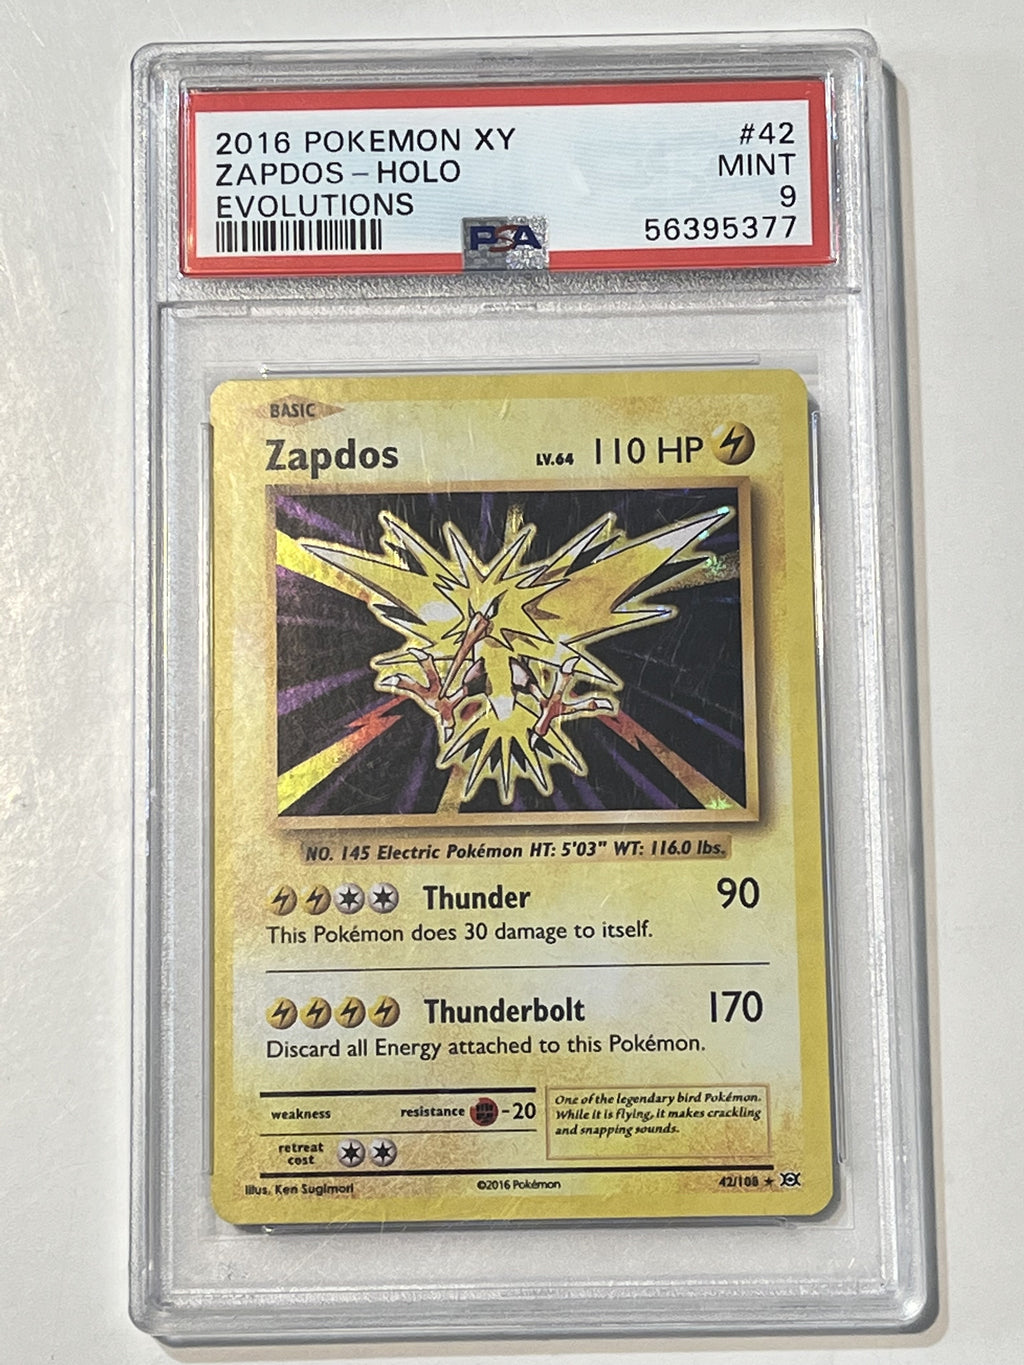 2016 POKEMON XY #42
ZAPDOS - HOLO MINT
EVOLUTIONS 9
PSA 56395377
BASIC
Zapdos LV.64 110 HP
NO. 145 Electric Pokémon HT: 5'03" WT: 116.0 lbs.
Thunder 90
This Pokémon does 30 damage to itself.
Thunderbolt 170
Discard all Energy attached to this Pokémon.
weakness resistance -20
retreat
cost
One of the legendary bird Pokémon.
While it is flying, it makes crackling
and snapping sounds.
Illus. Ken Sugimori ©2016 Pokémon 42/108 ★